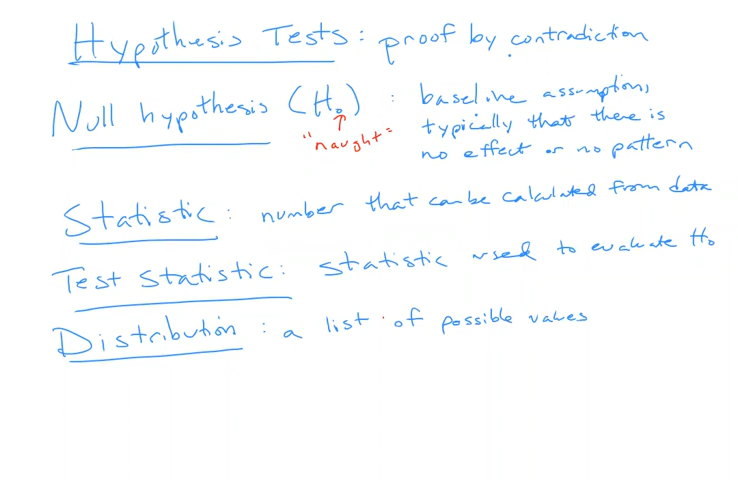 Hypothesis Tests: proof by contradiction
Null hypothesis (H₀): baseline assumption,
"naught" typically that there is
no effect or no pattern
Statistic: number that can be calculated from data
Test Statistic: Statistic used to evaluate H₀
Distribution: a list of possible values